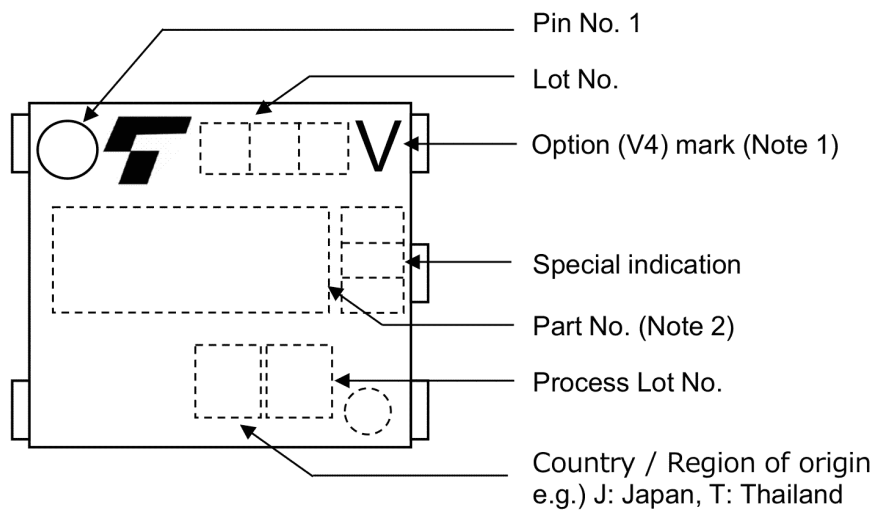 Pin No. 1
Lot No.
V
Option (V4) mark (Note 1)
Special indication
Part No. (Note 2)
Process Lot No.
Country / Region of origin
e.g.) J: Japan, T: Thailand